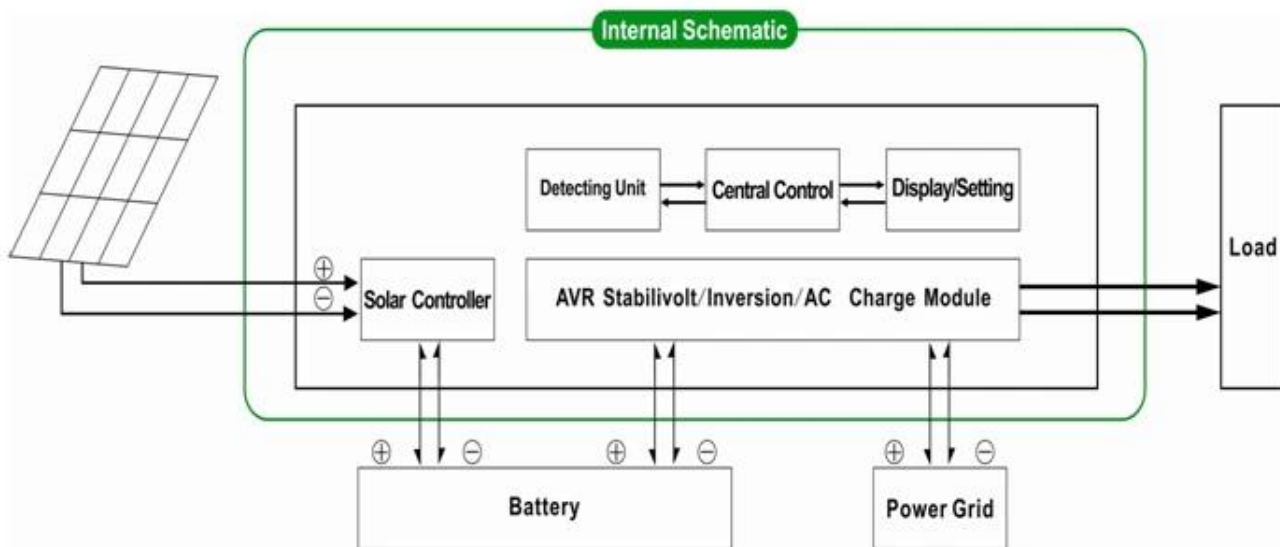 Internal Schematic
Detecting Unit
Central Control
Display/Setting
Load
⊕
⊖
Solar Controller
AVR Stabilivolt/Inversion/AC Charge Module
⊕ ⊖ ⊕ ⊖ ⊕ ⊖
Battery
Power Grid